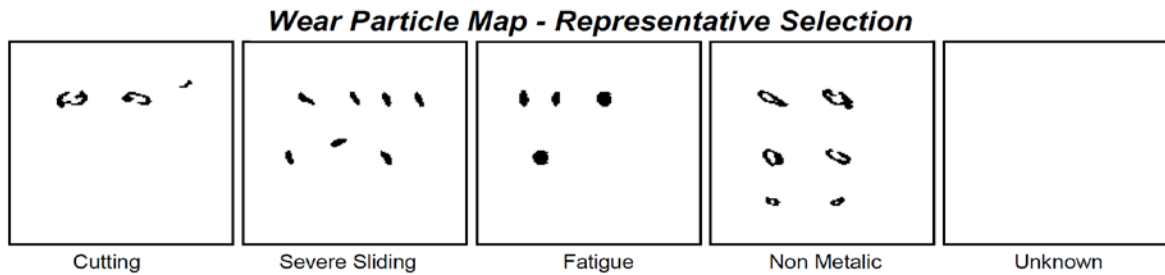 Wear Particle Map - Representative Selection
Cutting
Severe Sliding
Fatigue
Non Metalic
Unknown